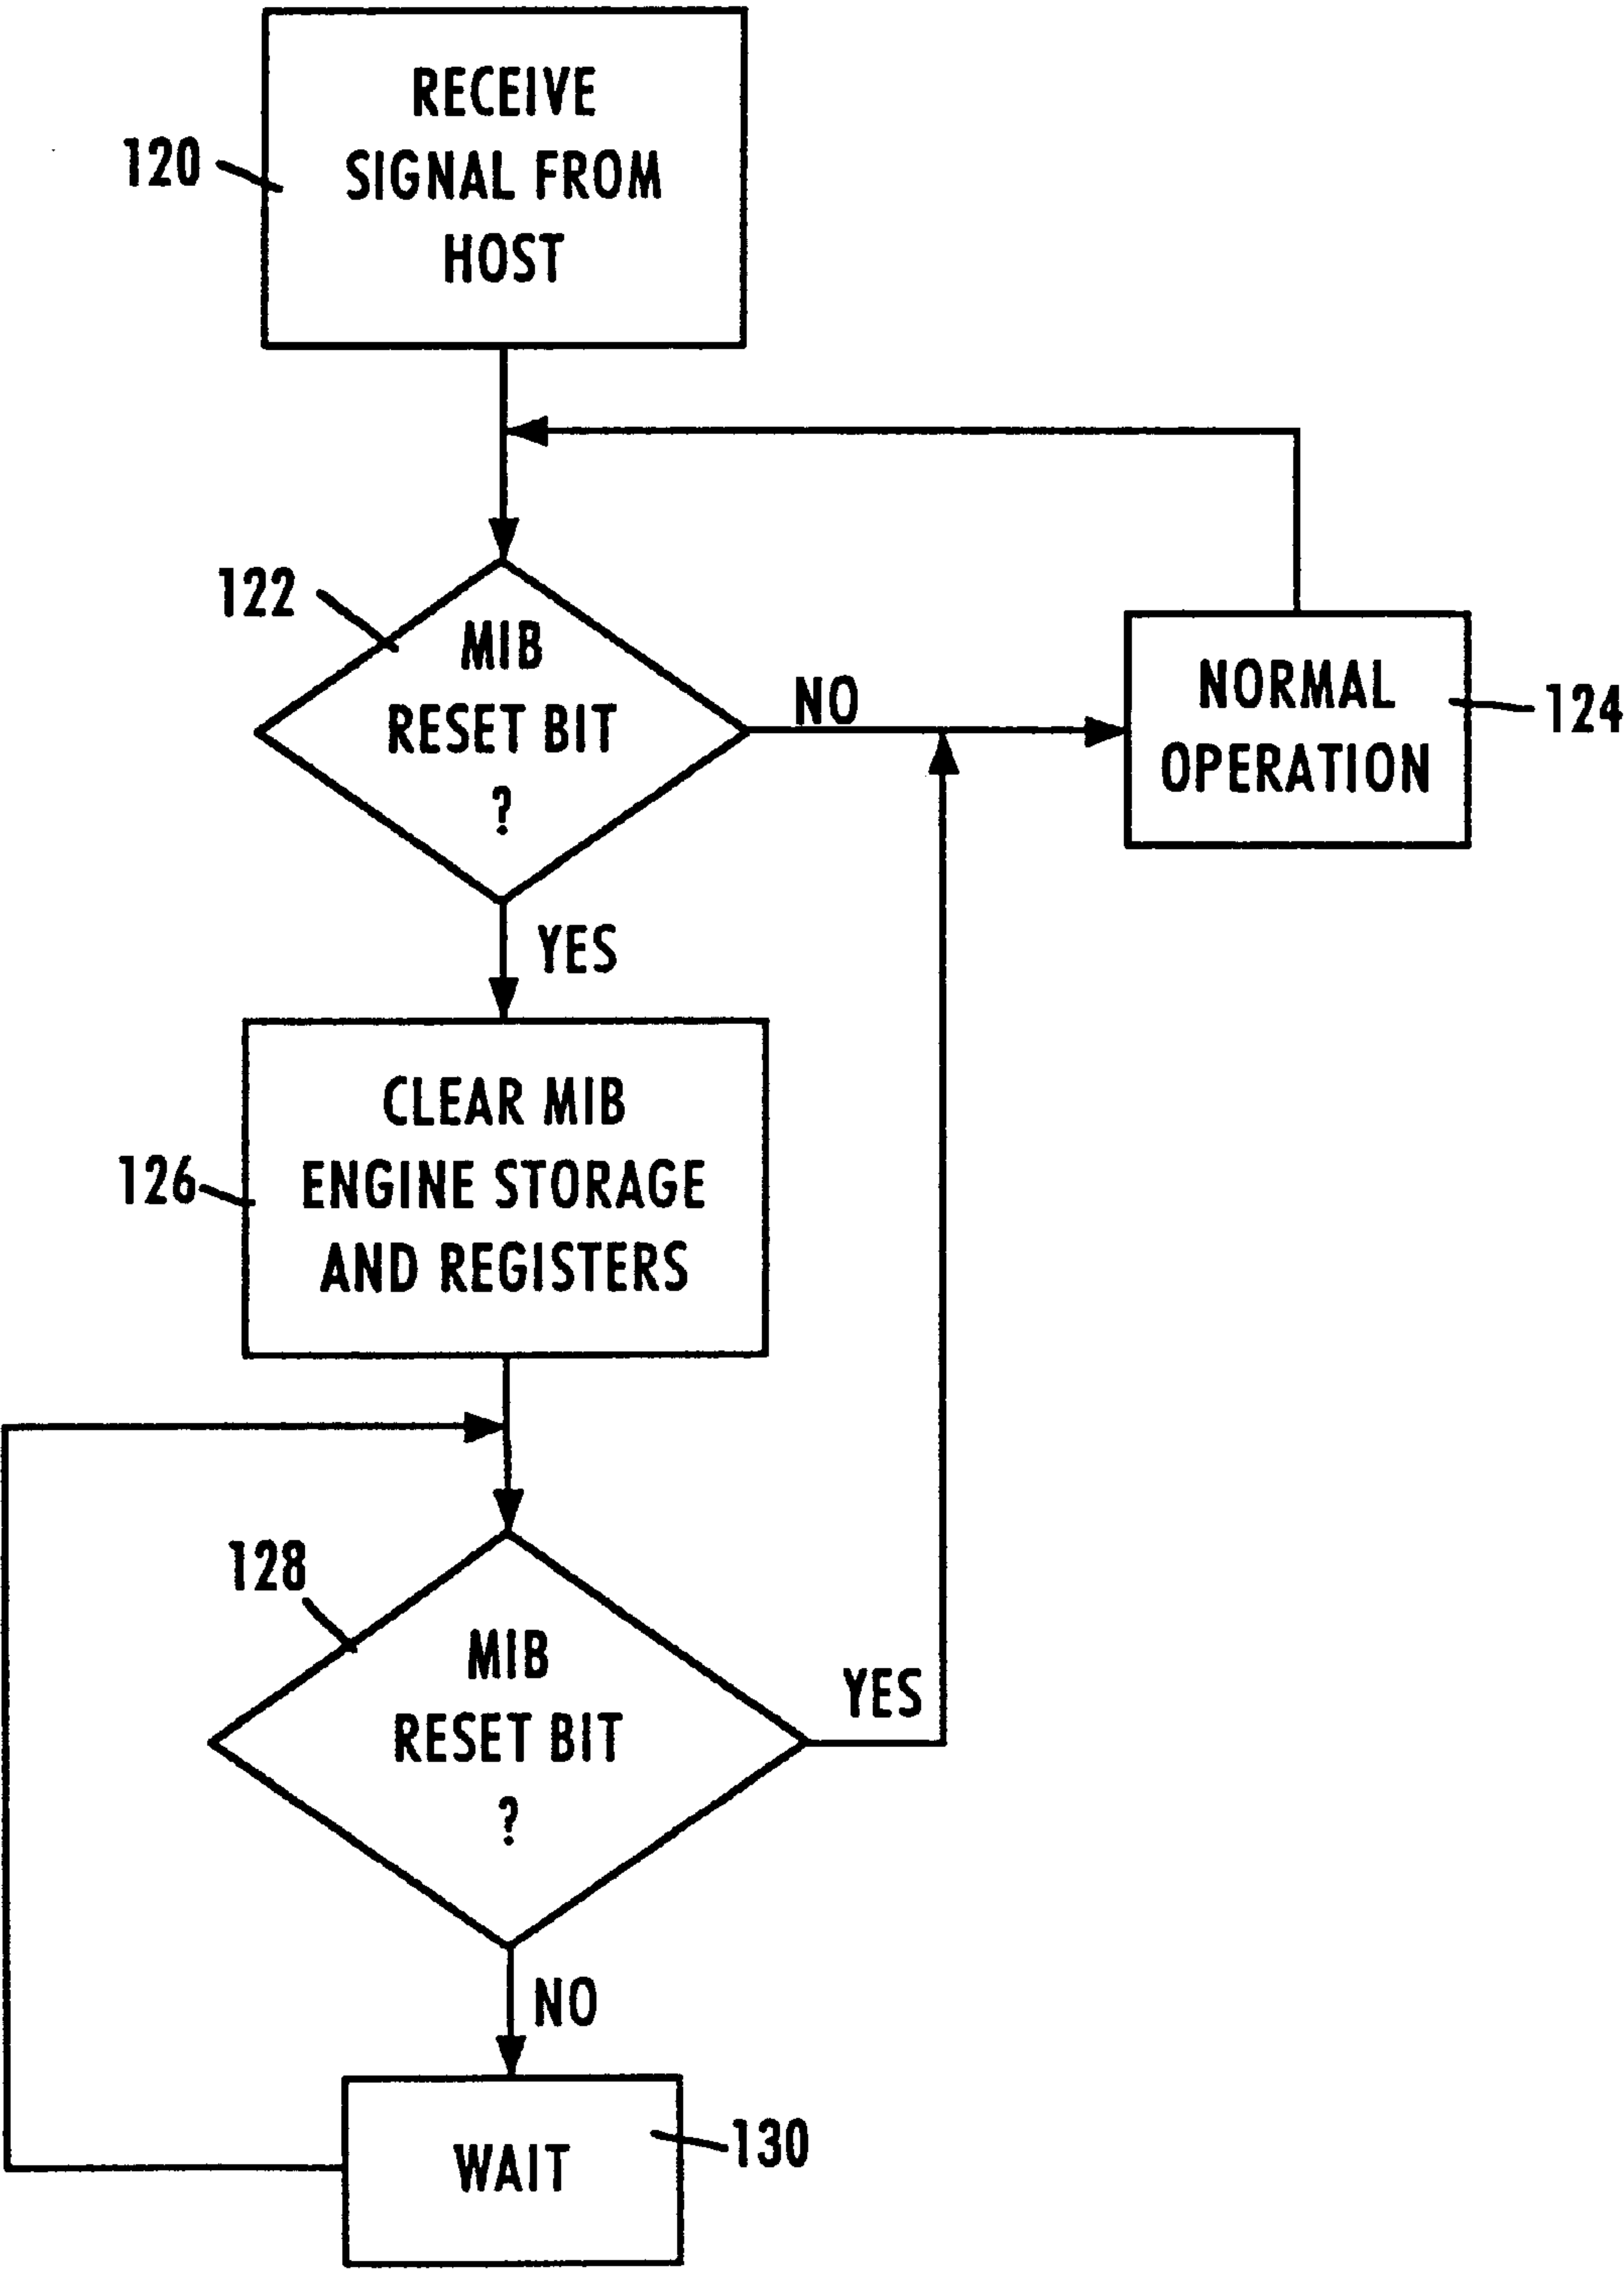 RECEIVE
SIGNAL FROM
HOST
120
122
MIB
RESET BIT
?
NO
NORMAL
OPERATION
124
YES
CLEAR MIB
ENGINE STORAGE
AND REGISTERS
126
128
MIB
RESET BIT
?
YES
NO
WAIT
130